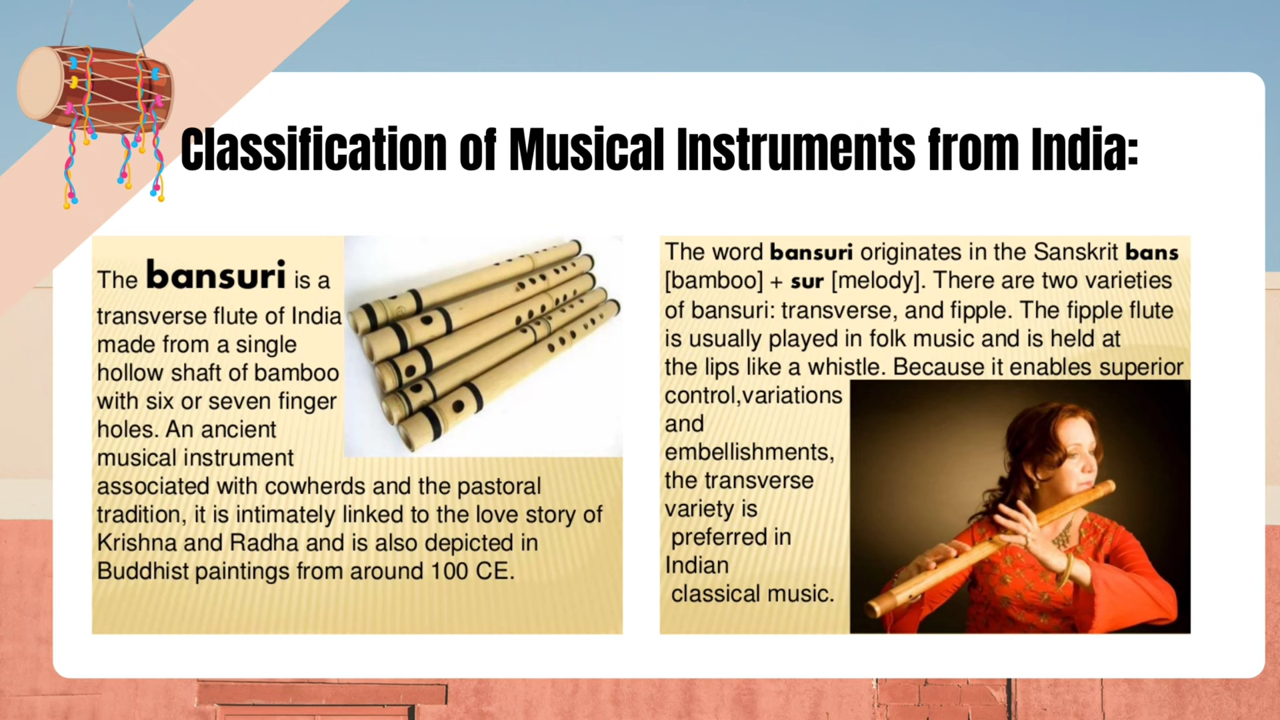 Classification of Musical Instruments from India:
The bansuri is a
transverse flute of India
made from a single
hollow shaft of bamboo
with six or seven finger
holes. An ancient
musical instrument
associated with cowherds and the pastoral
tradition, it is intimately linked to the love story of
Krishna and Radha and is also depicted in
Buddhist paintings from around 100 CE.
The word bansuri originates in the Sanskrit bans
[bamboo] + sur [melody]. There are two varieties
of bansuri: transverse, and fipple. The fipple flute
is usually played in folk music and is held at
the lips like a whistle. Because it enables superior
control,variations
and
embellishments,
the transverse
variety is
preferred in
Indian
classical music.